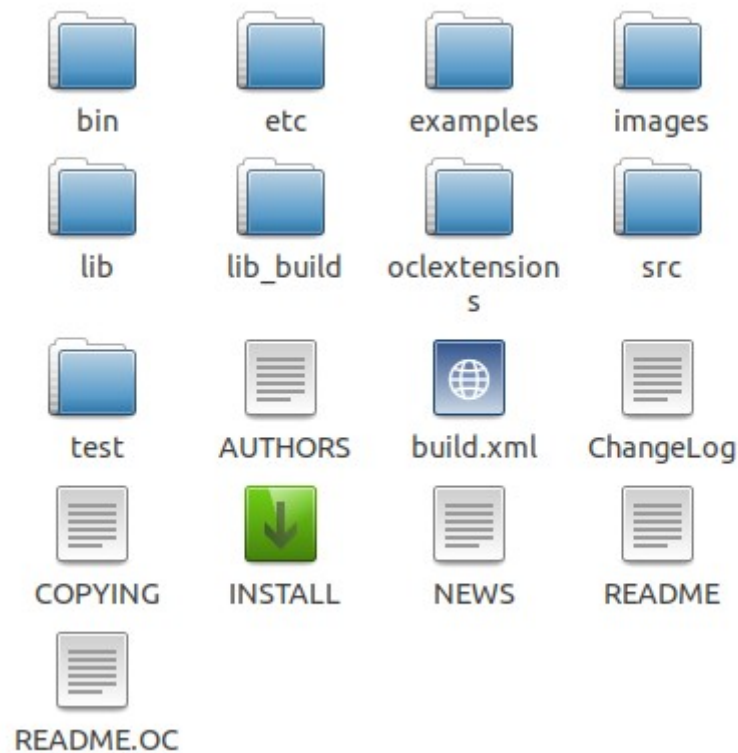 bin etc examples images
lib lib_build oclextension src
s
test AUTHORS build.xml ChangeLog
COPYING INSTALL NEWS README
README.OC